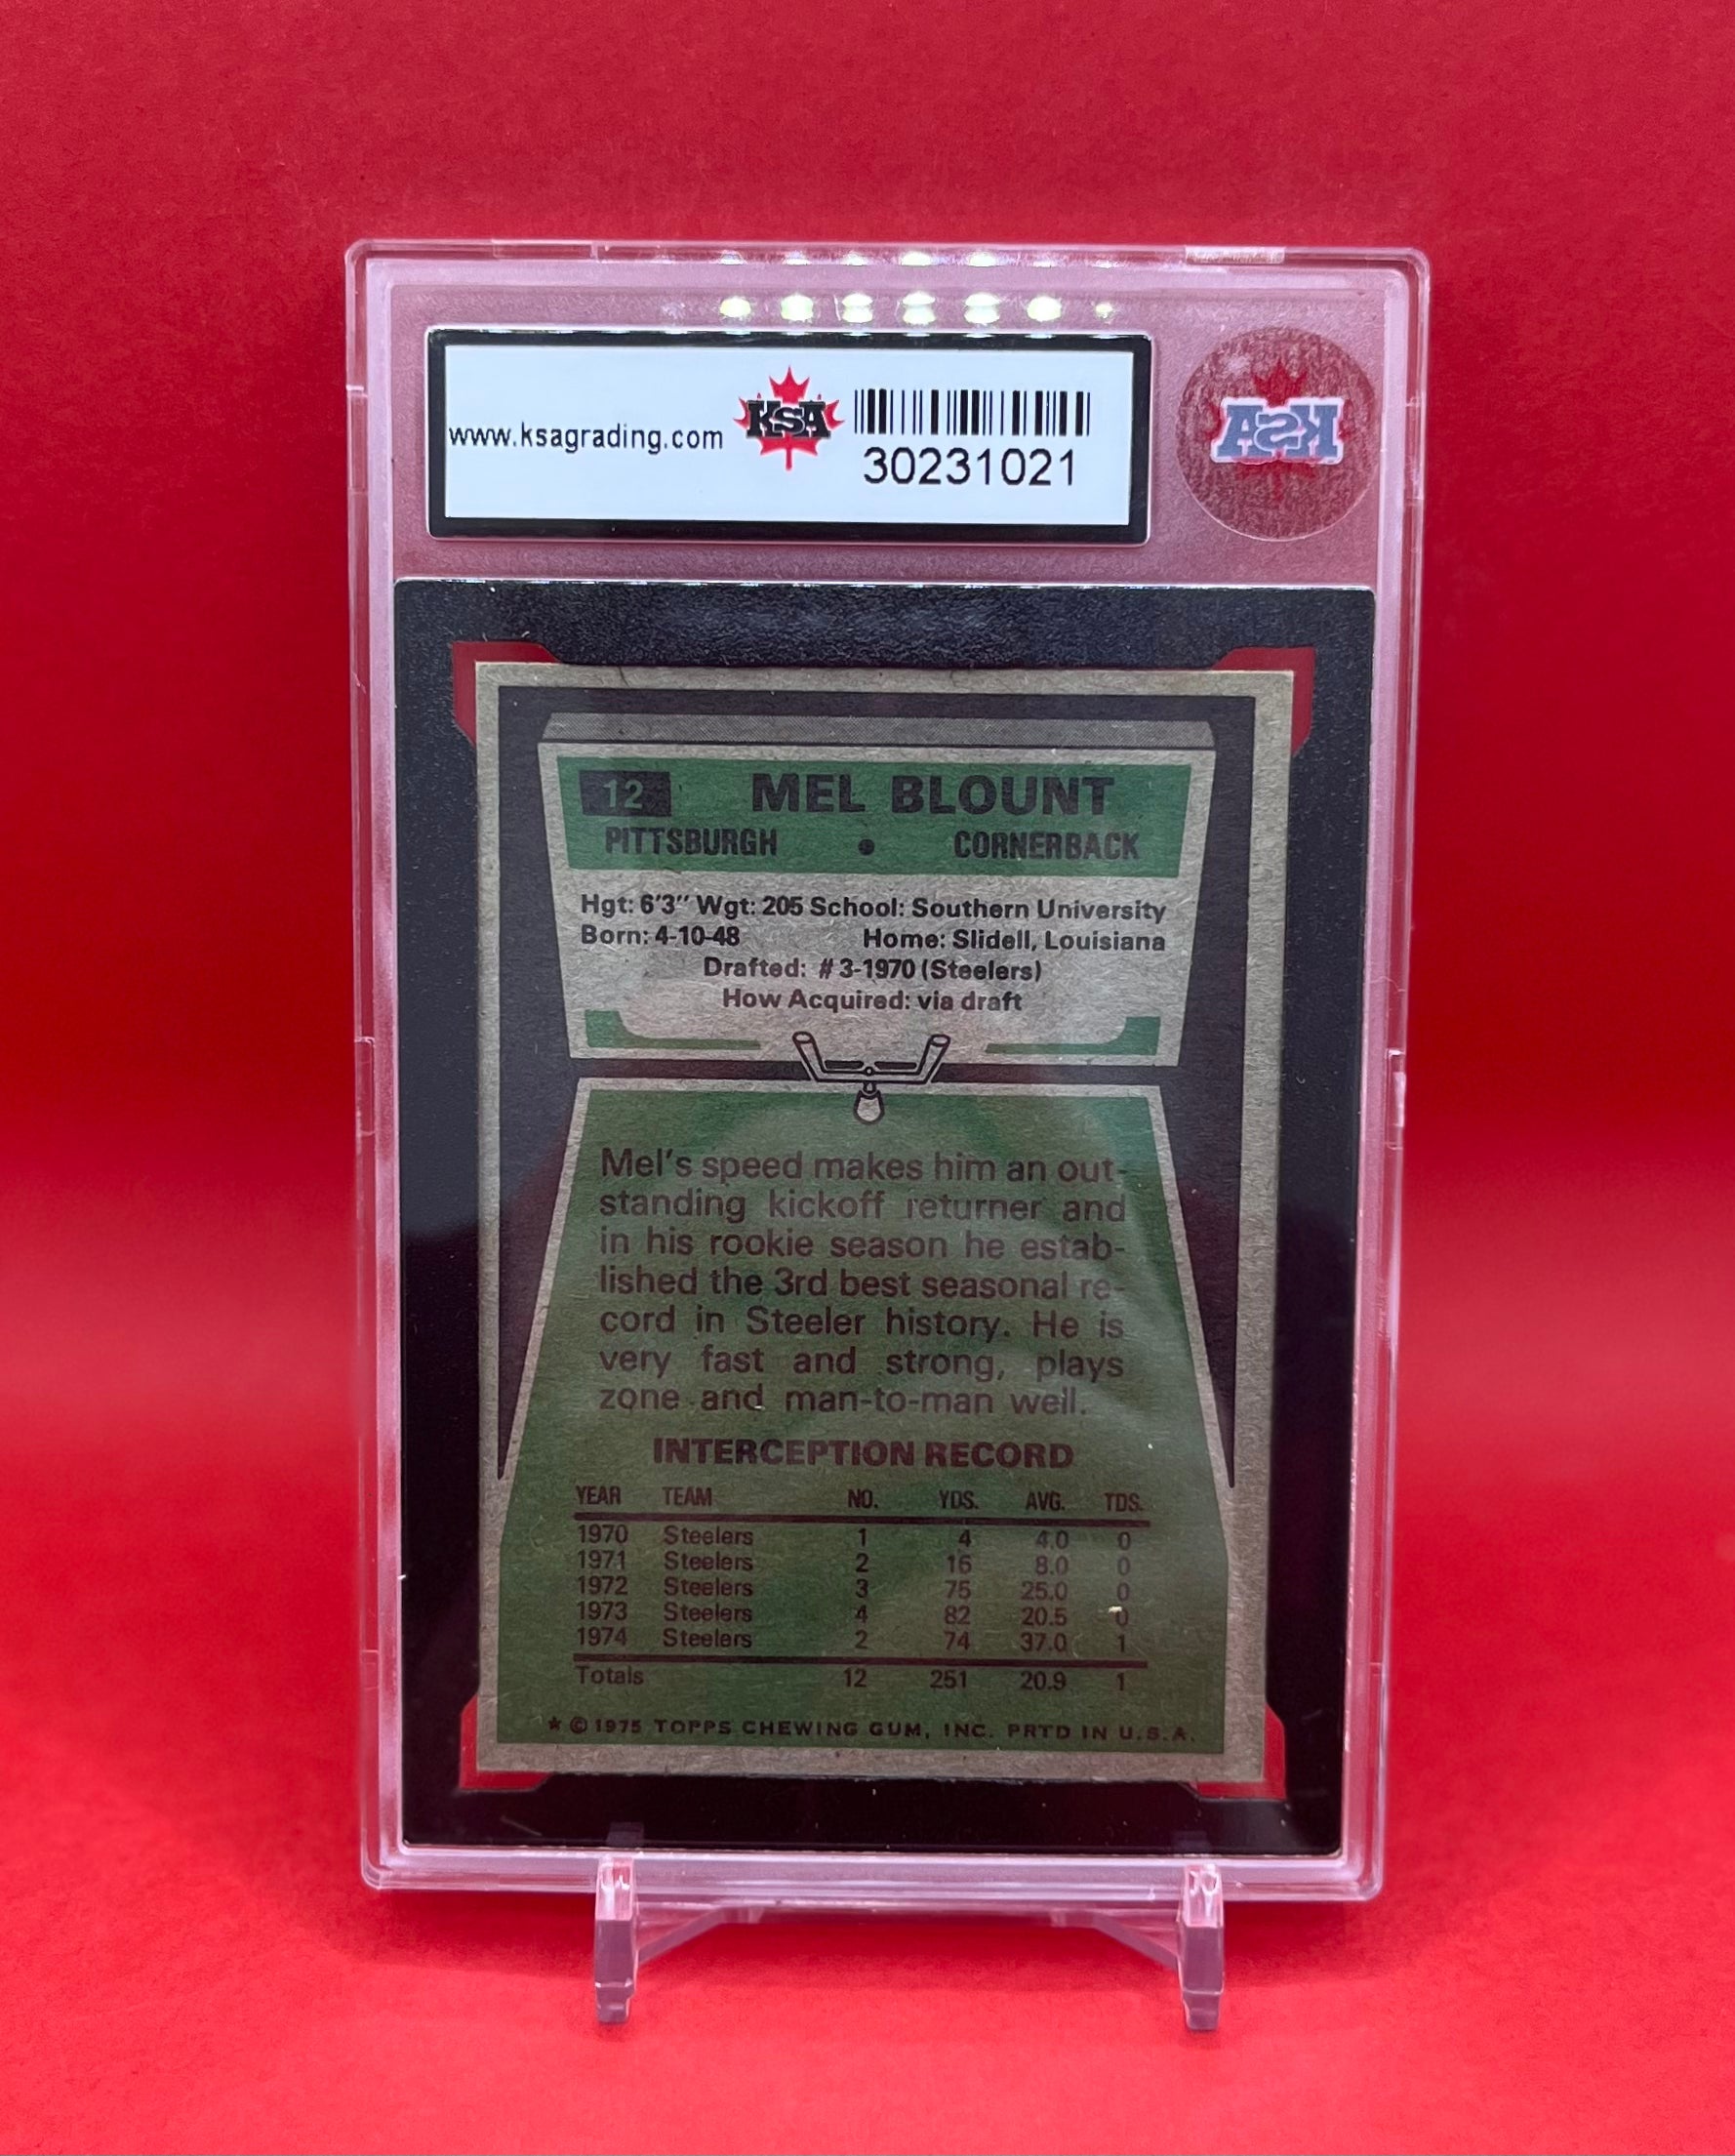 www.ksagrading.com
KSA
30231021
KSA
12 MEL BLOUNT
PITTSBURGH • CORNERBACK
Hgt: 6'3" Wgt: 205 School: Southern University
Born: 4-10-48 Home: Slidell, Louisiana
Drafted: #3-1970 (Steelers)
How Acquired: via draft
Mel's speed makes him an out-
standing kickoff returner and
in his rookie season he estab-
lished the 3rd best seasonal re-
cord in Steeler history. He is
very fast and strong, plays
zone and man-to-man well.
INTERCEPTION RECORD
YEAR TEAM NO. YDS. AVG. TDS.
1970 Steelers 1 4 4.0 0
1971 Steelers 2 16 8.0 0
1972 Steelers 3 75 25.0 0
1973 Steelers 4 82 20.5 0
1974 Steelers 2 74 37.0 1
Totals 12 251 20.9 1
* © 1975 TOPPS CHEWING GUM, INC. PRTD IN U.S.A.